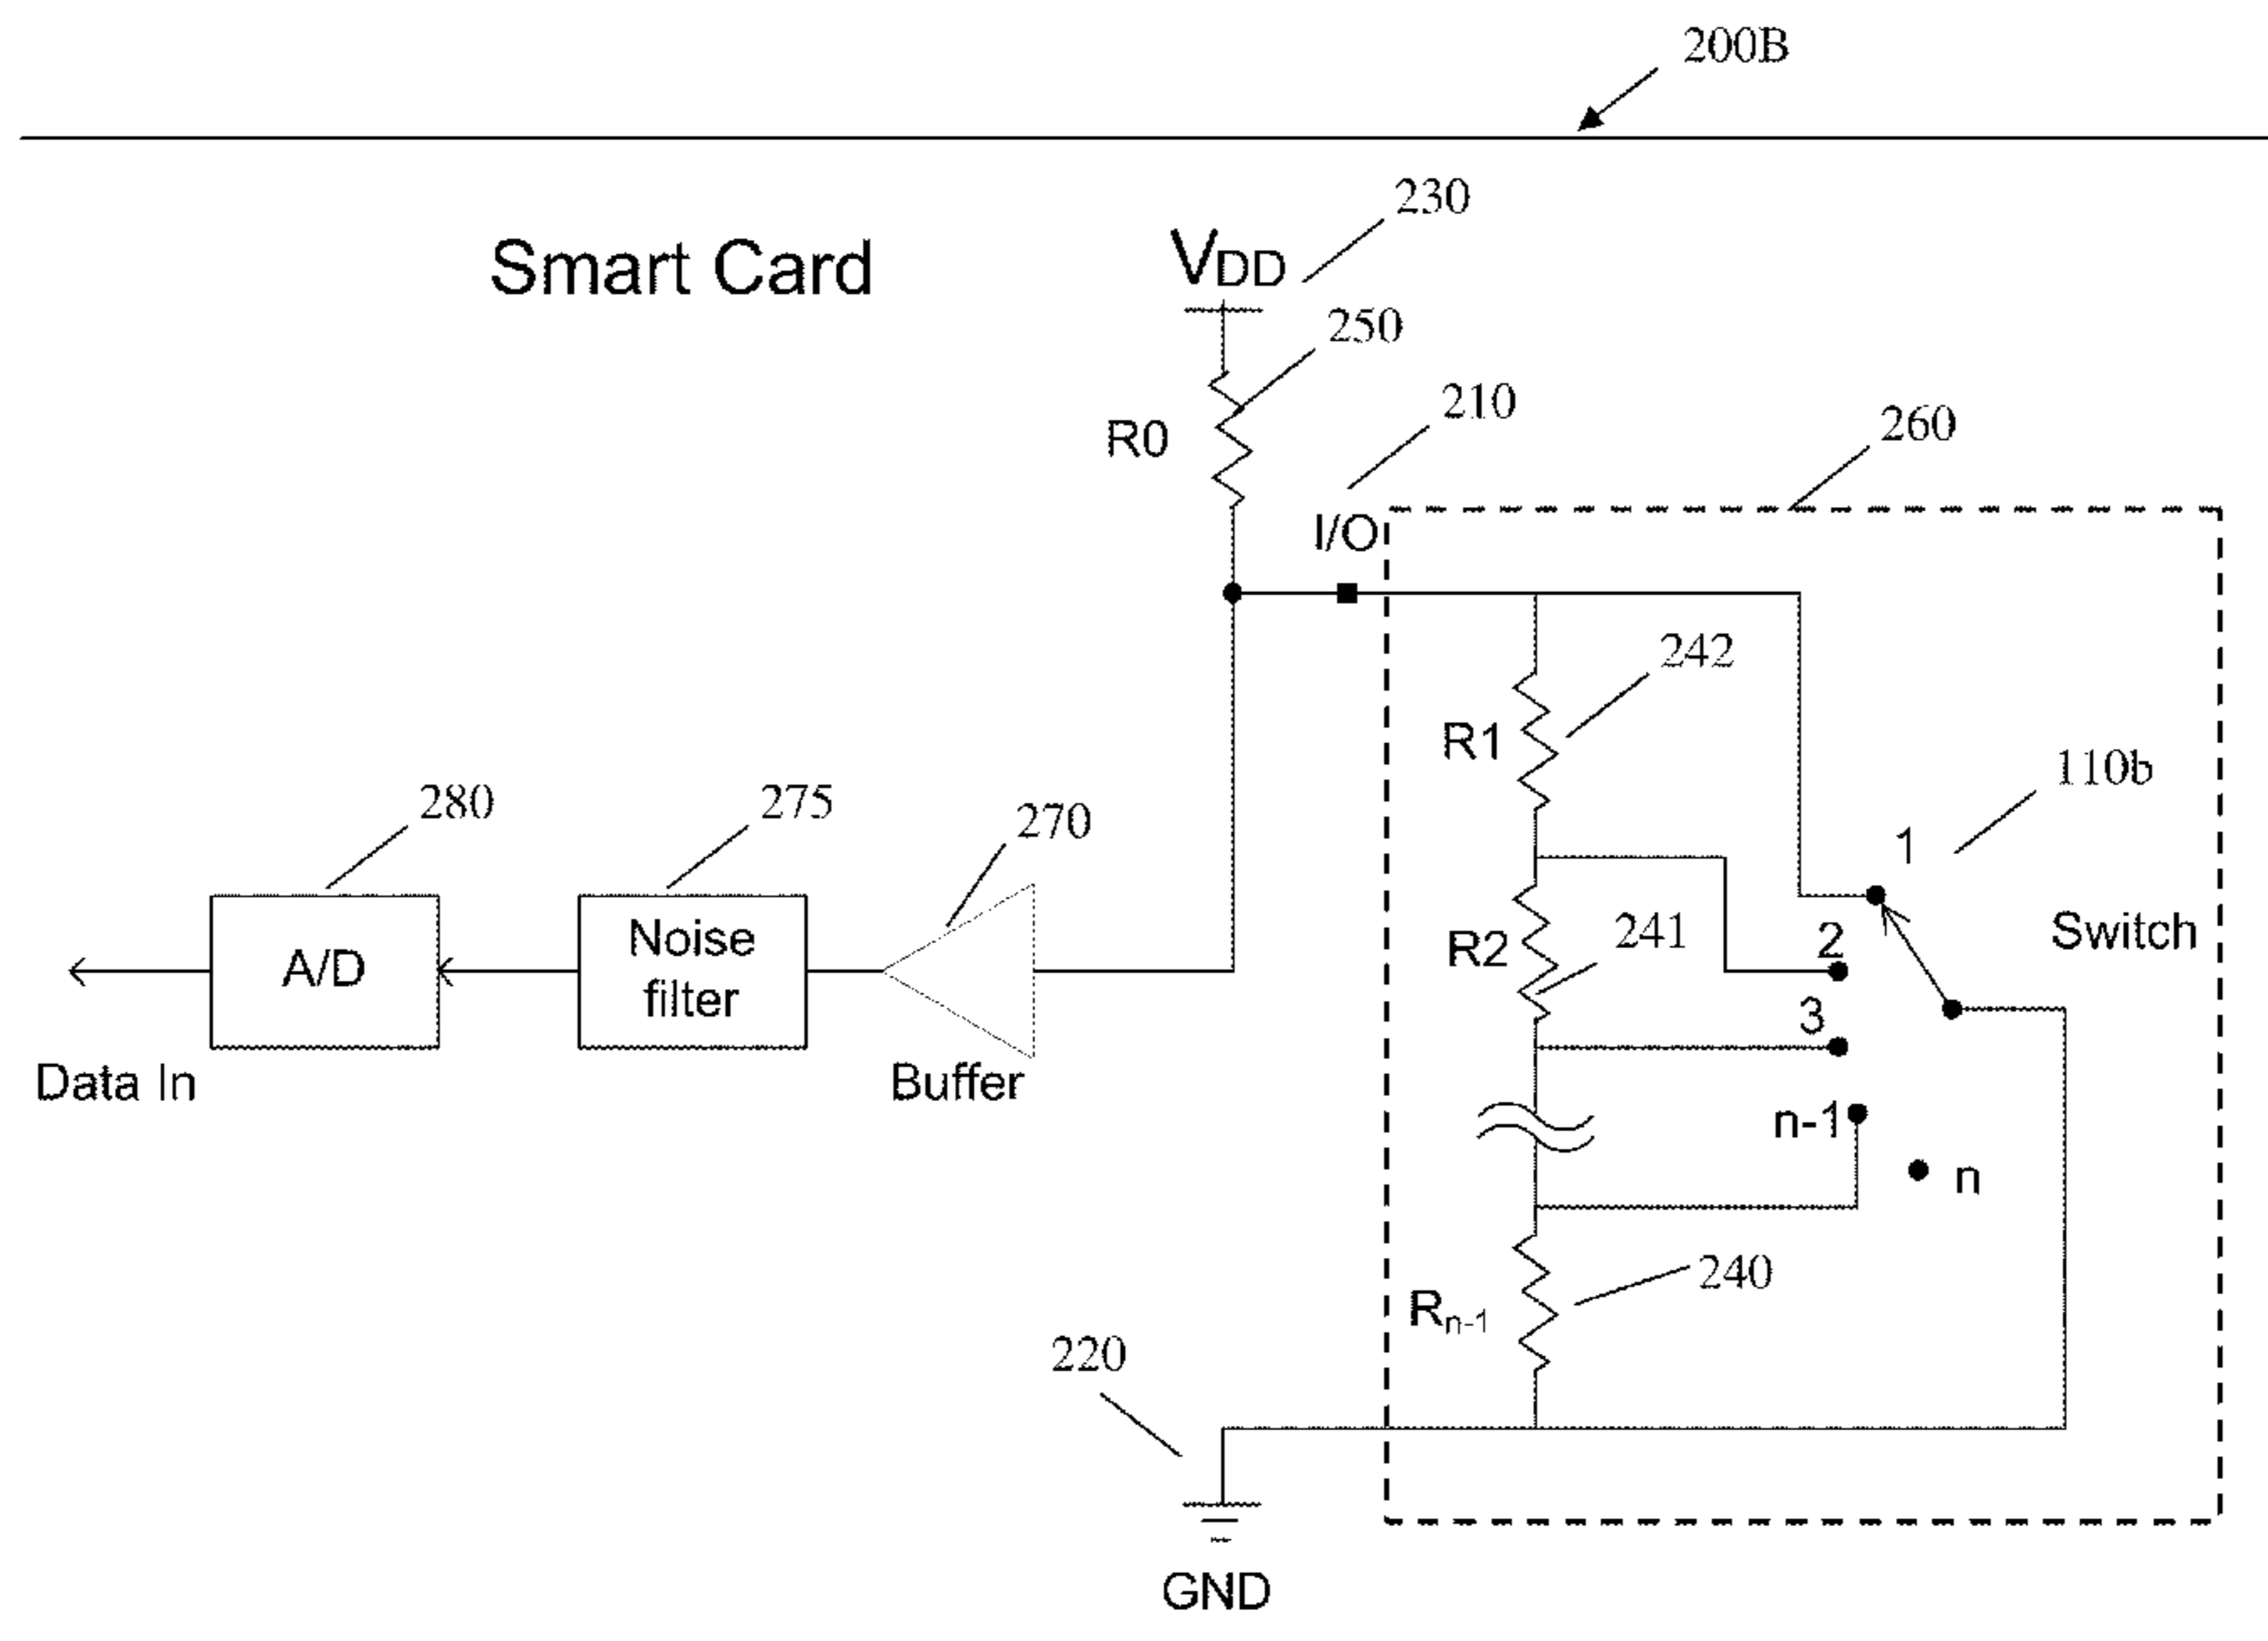 200B
230
Smart Card
VDD
250
210
260
R0
I/O
242
R1
110b
280
275
270
1
Noise
filter
A/D
R2
241
2
Switch
3
Data In
Buffer
n-1
n
240
Rn-1
220
GND